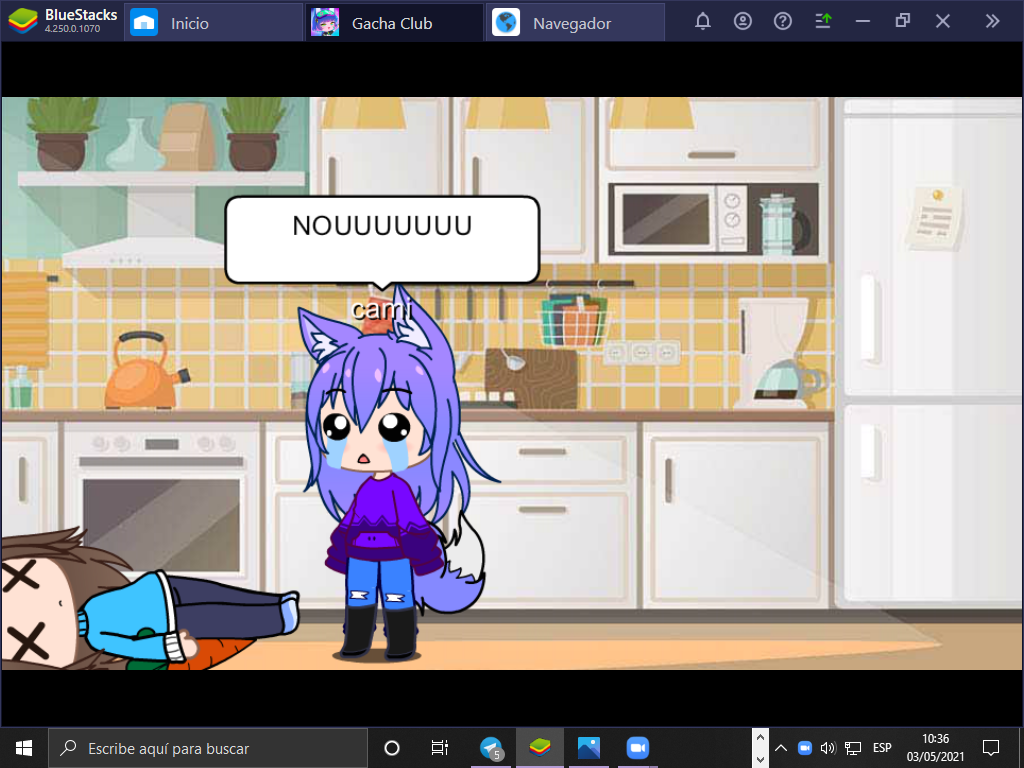 BlueStacks
4.250.0.1070
Inicio
Gacha Club
Navegador
NOUUUUUUU
cami
Escribe aquí para buscar
5
ESP
10:36
03/05/2021